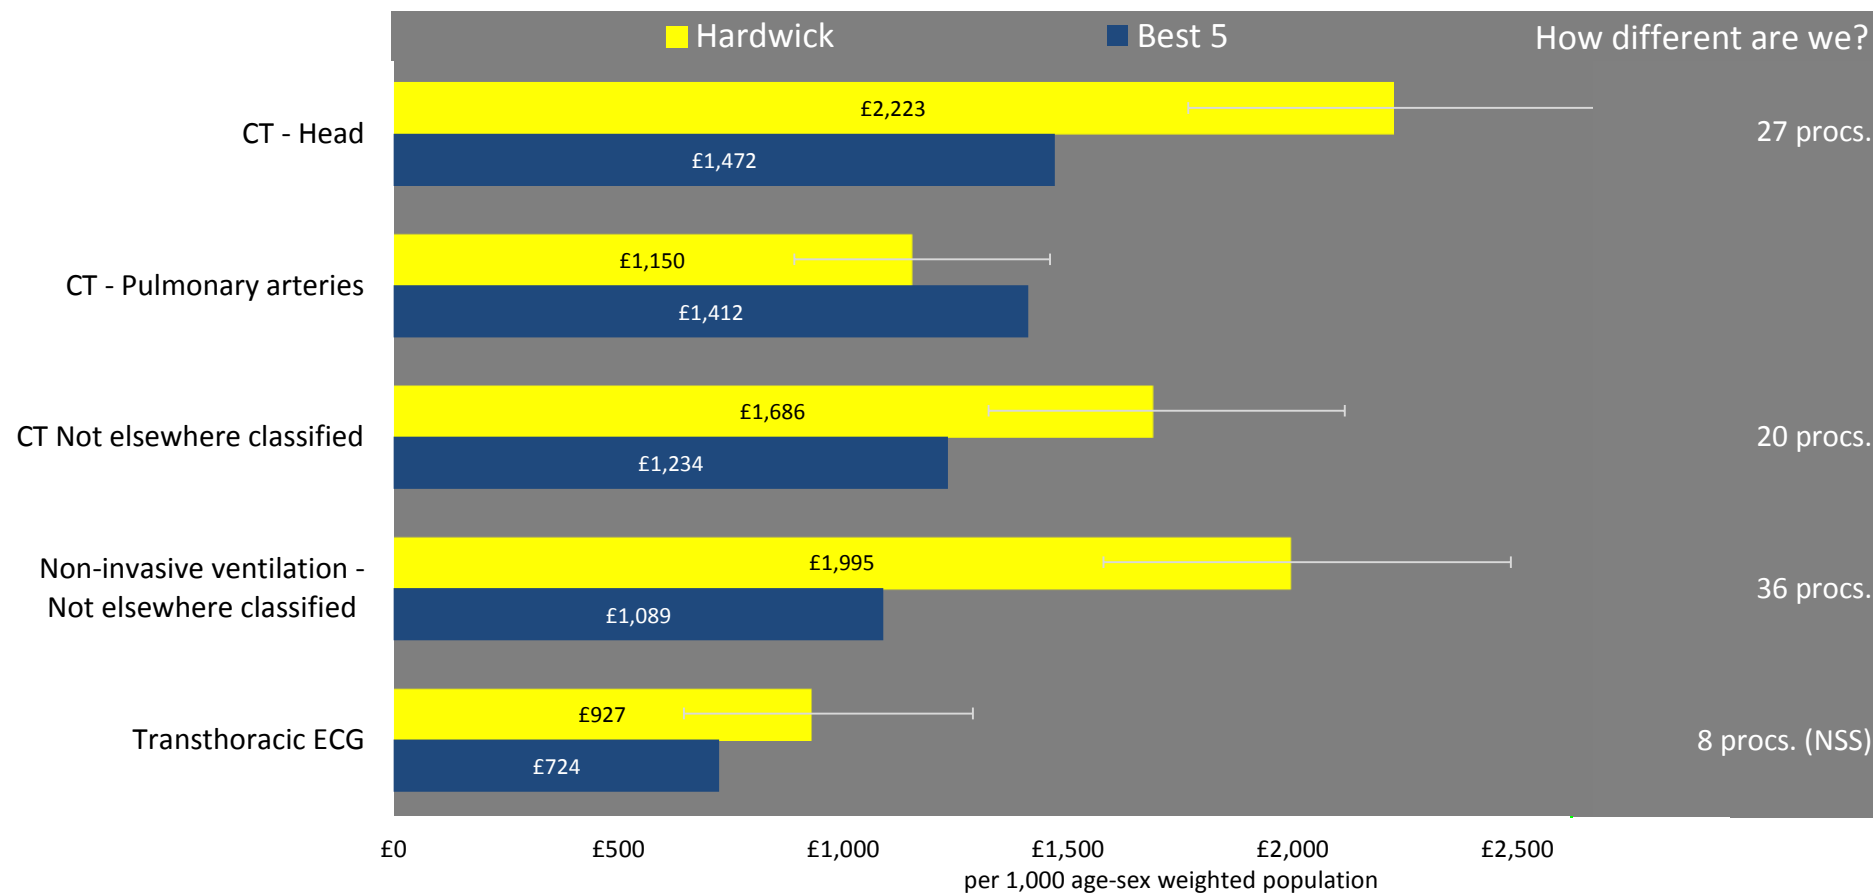 Hardwick
Best 5
How different are we?
CT - Head
£2,223
£1,472
27 procs.
CT - Pulmonary arteries
£1,150
£1,412
CT Not elsewhere classified
£1,686
£1,234
20 procs.
Non-invasive ventilation -
Not elsewhere classified
£1,995
£1,089
36 procs.
Transthoracic ECG
£927
£724
8 procs. (NSS)
£0
£500
£1,000
£1,500
£2,000
£2,500
per 1,000 age-sex weighted population